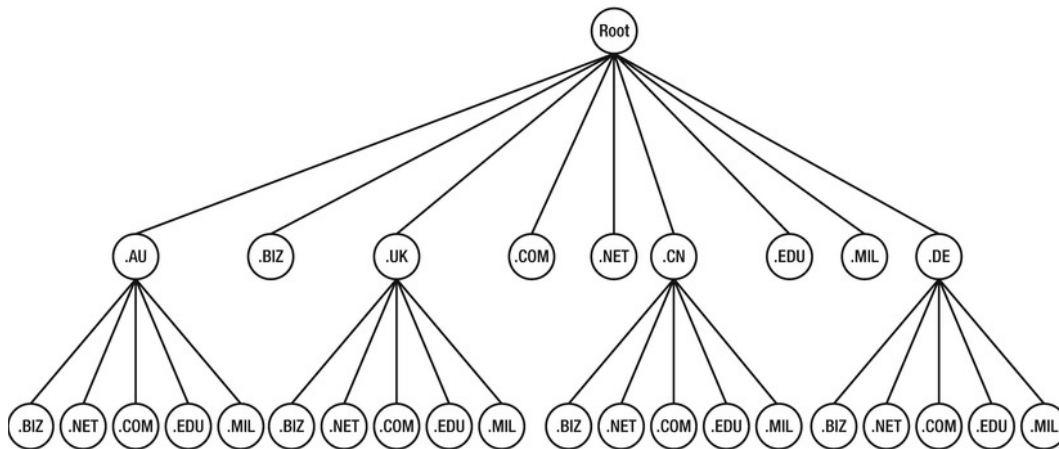 Root
.AU .BIZ .UK .COM .NET .CN .EDU .MIL .DE
.BIZ .NET .COM .EDU .MIL .BIZ .NET .COM .EDU .MIL .BIZ .NET .COM .EDU .MIL .BIZ .NET .COM .EDU .MIL